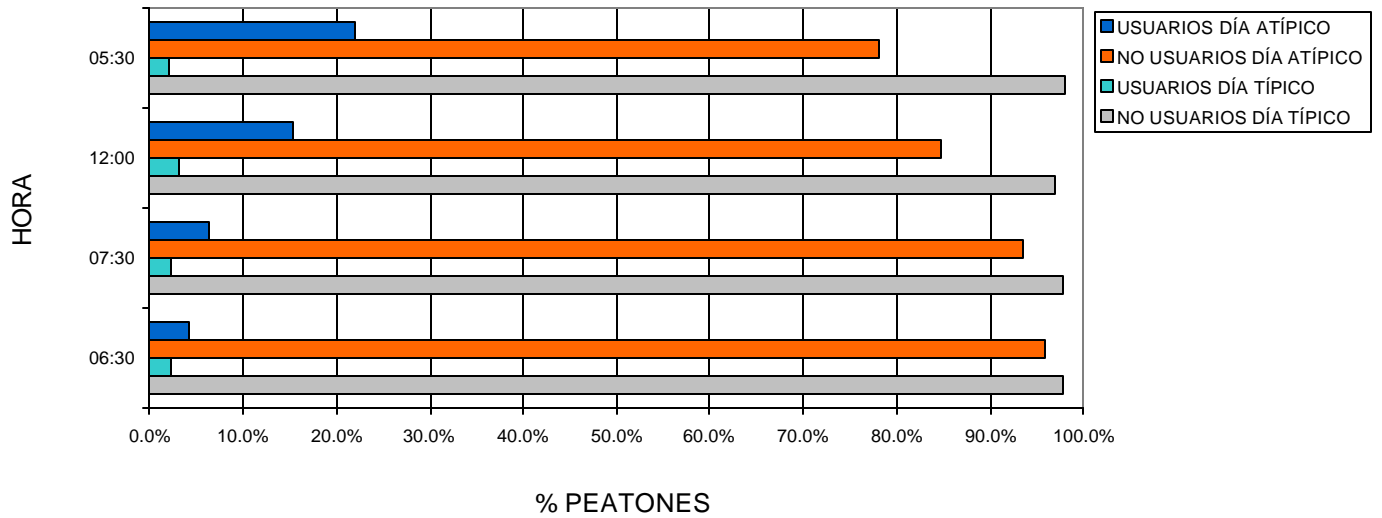 USUARIOS DÍA ATÍPICO
NO USUARIOS DÍA ATÍPICO
USUARIOS DÍA TÍPICO
NO USUARIOS DÍA TÍPICO
HORA
05:30
12:00
07:30
06:30
0.0% 10.0% 20.0% 30.0% 40.0% 50.0% 60.0% 70.0% 80.0% 90.0% 100.0%
% PEATONES